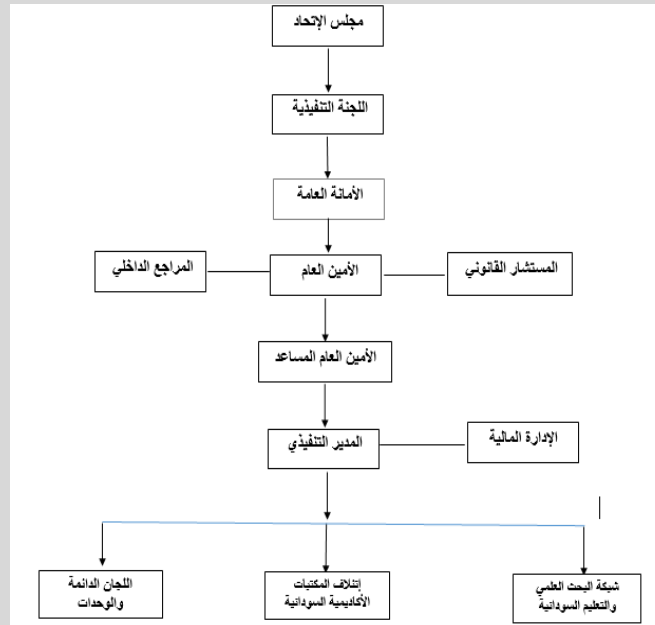 مجلس الإتحاد
اللجنة التنفيذية
الأمانة العامة
المستشار القانوني
الأمين العام
المراجع الداخلي
الأمين العام المساعد
الإدارة المالية
المدير التنفيذي
شبكة البحث العلمي
والتعليم السودانية
إئتلاف المكتبات
الأكاديمية السودانية
اللجان الدائمة
والوحدات